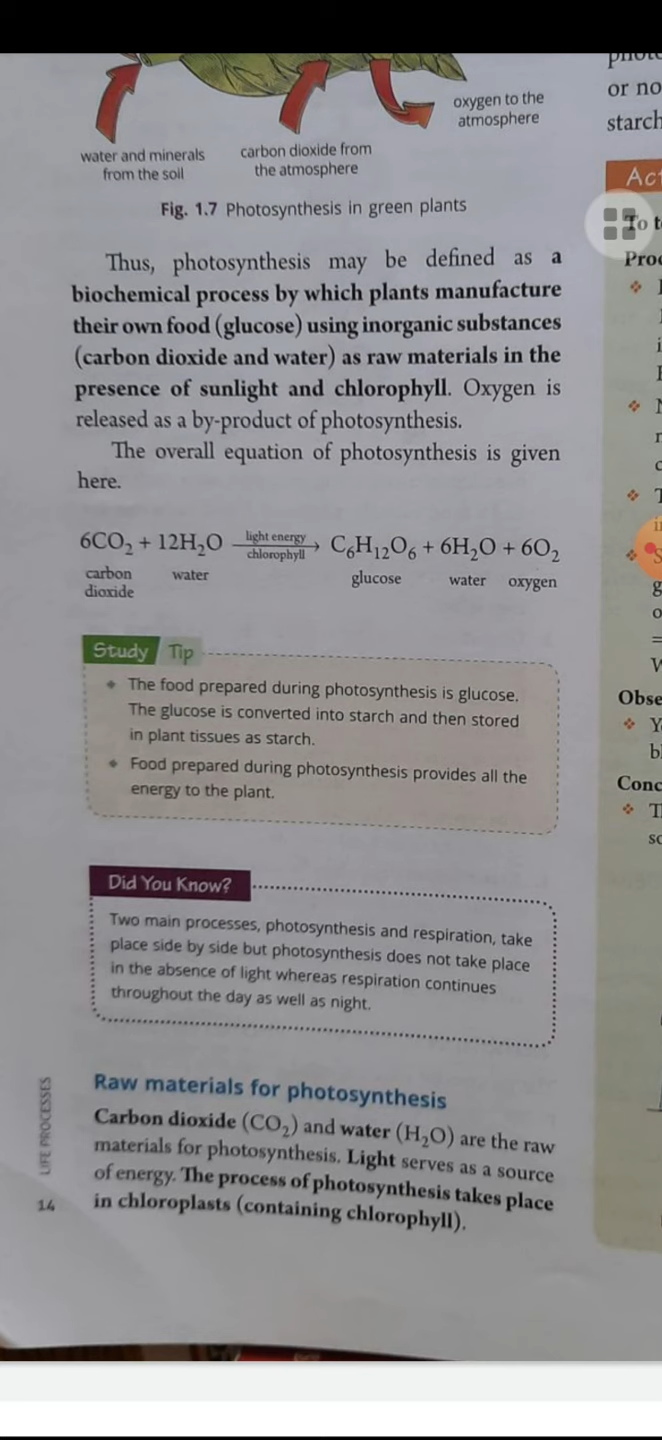 oxygen to the
atmosphere
water and minerals
from the soil
carbon dioxide from
the atmosphere
Fig. 1.7 Photosynthesis in green plants
Thus, photosynthesis may be defined as a
biochemical process by which plants manufacture
their own food (glucose) using inorganic substances
(carbon dioxide and water) as raw materials in the
presence of sunlight and chlorophyll. Oxygen is
released as a by-product of photosynthesis.
The overall equation of photosynthesis is given
here.
light energy
6CO₂ + 12H₂O ⟶ C₆H₁₂O₆ + 6H₂O + 6O₂
chlorophyll
carbon dioxide water glucose water oxygen
Study Tip
The food prepared during photosynthesis is glucose.
The glucose is converted into starch and then stored
in plant tissues as starch.
Food prepared during photosynthesis provides all the
energy to the plant.
Did You Know?
Two main processes, photosynthesis and respiration, take
place side by side but photosynthesis does not take place
in the absence of light whereas respiration continues
throughout the day as well as night.
Raw materials for photosynthesis
Carbon dioxide (CO₂) and water (H₂O) are the raw
materials for photosynthesis. Light serves as a source
of energy. The process of photosynthesis takes place
in chloroplasts (containing chlorophyll).
LIFE PROCESSES
14
or no
starch
To t